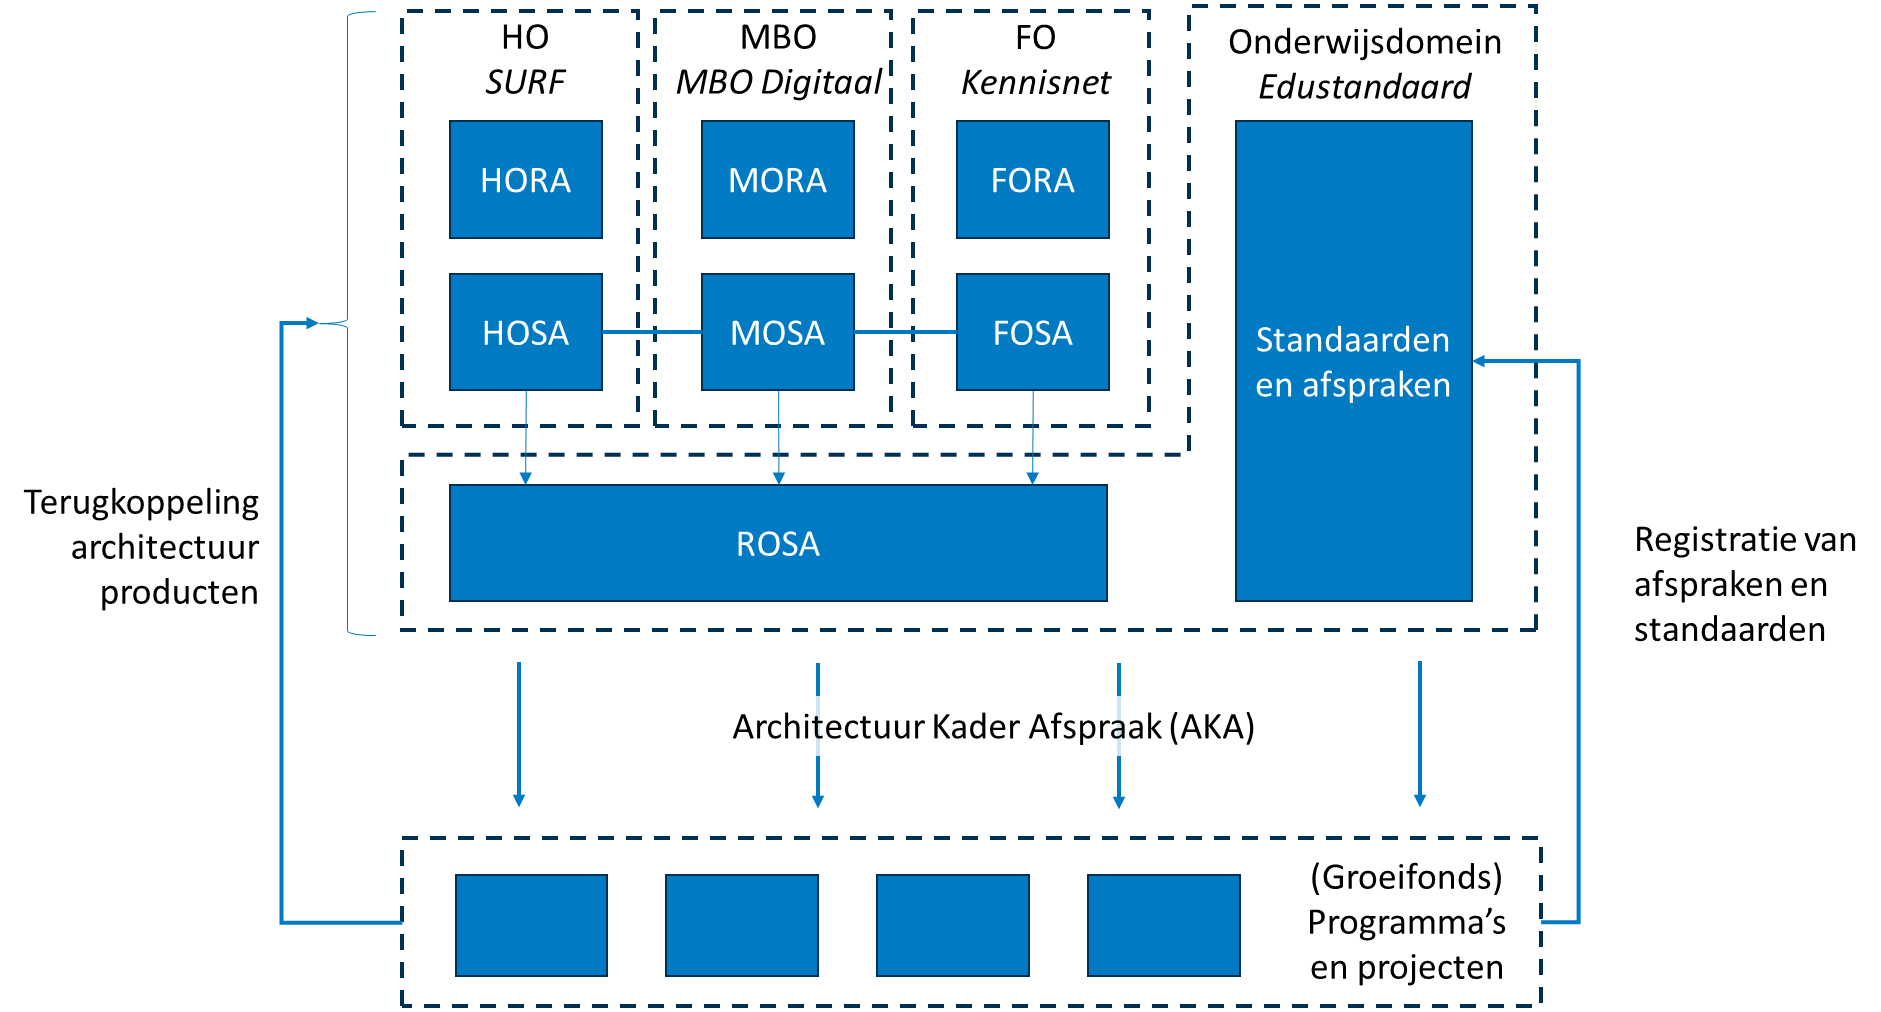 HO
SURF
MBO
MBO Digitaal
FO
Kennisnet
Onderwijsdomein
Edustandaard
HORA
MORA
FORA
HOSA
MOSA
FOSA
Standaarden
en afspraken
ROSA
Terugkoppeling
architectuur
producten
Registratie van
afspraken en
standaarden
Architectuur Kader Afspraak (AKA)
(Groeifonds)
Programma’s
en projecten